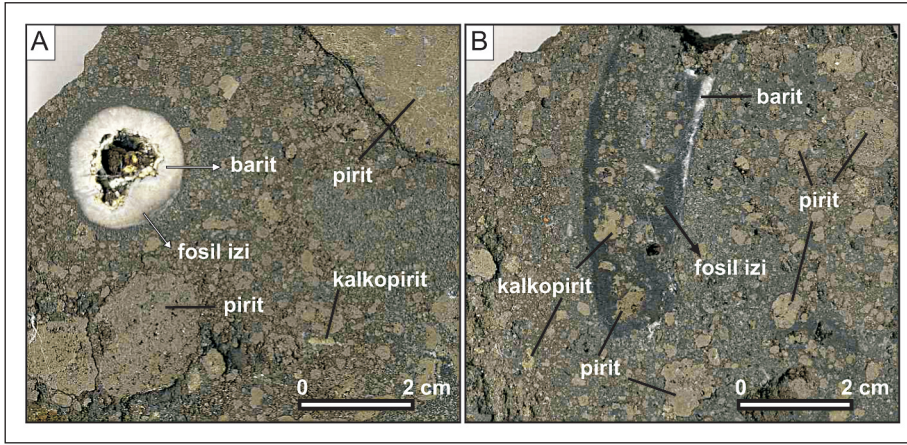 A
barit
pirit
fosil izi
kalkopirit
pirit
0 2 cm
B
barit
pirit
fosil izi
kalkopirit
pirit
0 2 cm